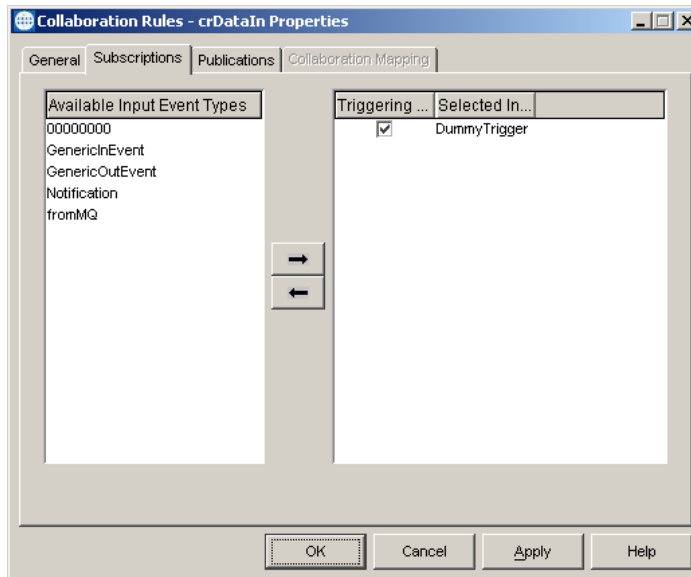 Collaboration Rules - crDataIn Properties
General Subscriptions Publications Collaboration Mapping
Available Input Event Types
00000000
GenericInEvent
GenericOutEvent
Notification
fromMQ
Triggering ... Selected In...
DummyTrigger
OK Cancel Apply Help